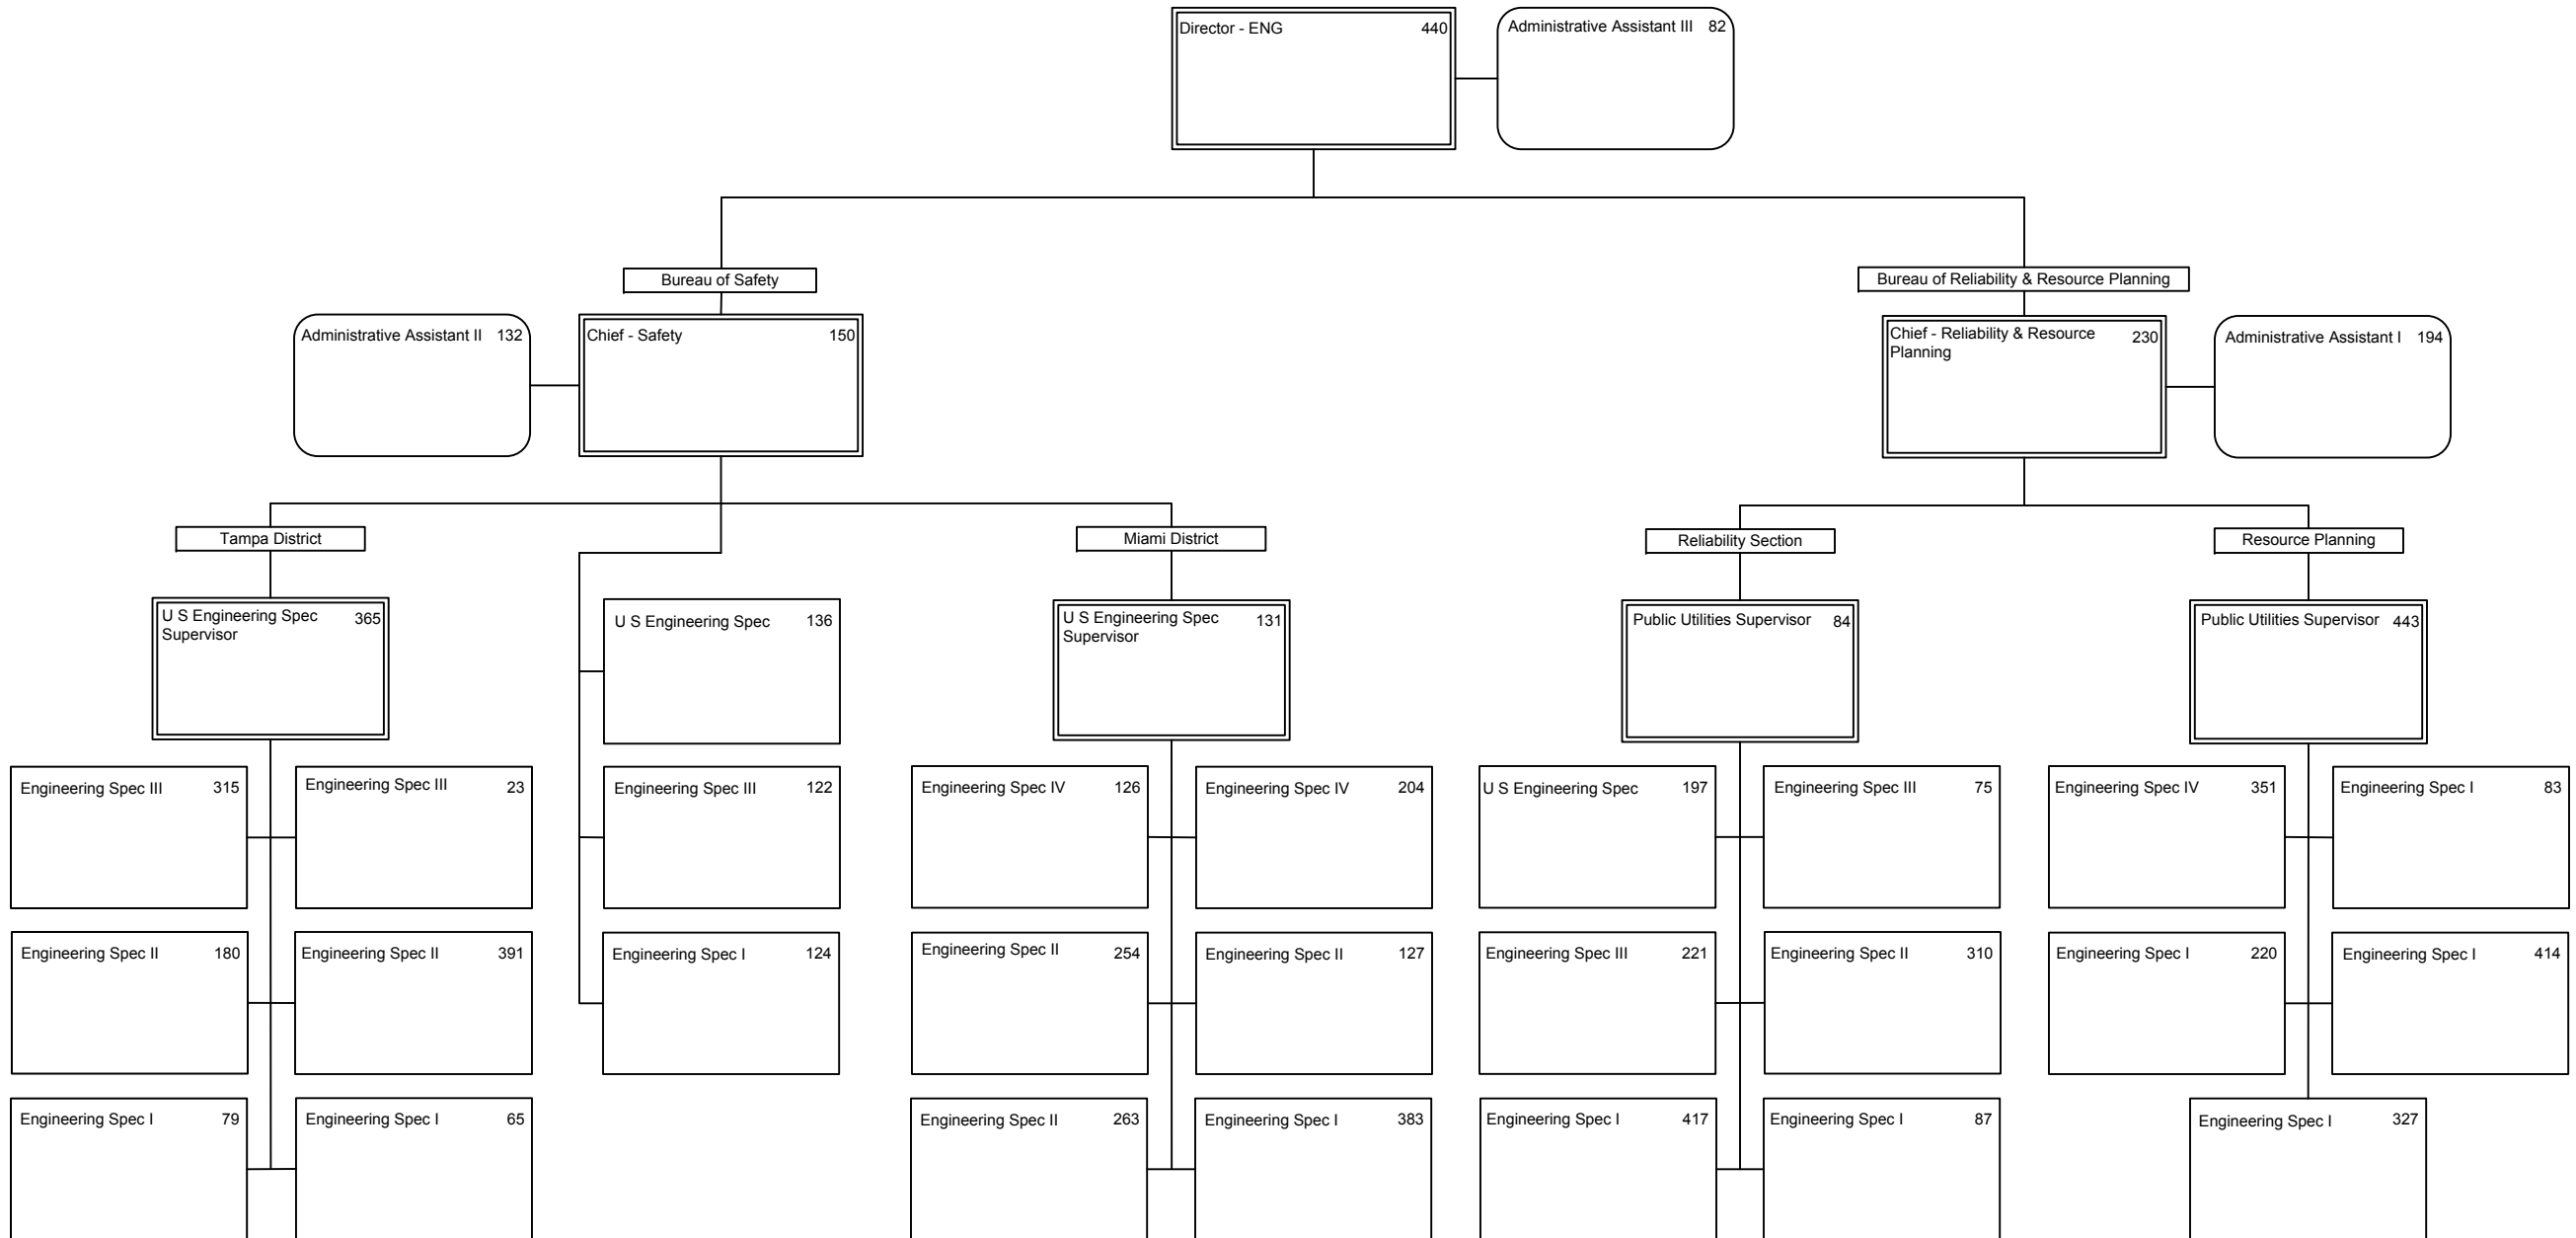 Director - ENG 440
Administrative Assistant III 82
Bureau of Safety
Bureau of Reliability & Resource Planning
Administrative Assistant II 132
Chief - Safety 150
Chief - Reliability & Resource
Planning
230
Administrative Assistant I 194
Tampa District
Miami District
Reliability Section
Resource Planning
U S Engineering Spec
Supervisor
365
U S Engineering Spec 136
U S Engineering Spec
Supervisor
131
Public Utilities Supervisor 84
Public Utilities Supervisor 443
Engineering Spec III 315
Engineering Spec III 23
Engineering Spec III 122
Engineering Spec IV 126
Engineering Spec IV 204
U S Engineering Spec 197
Engineering Spec III 75
Engineering Spec IV 351
Engineering Spec I 83
Engineering Spec II 180
Engineering Spec II 391
Engineering Spec I 124
Engineering Spec II 254
Engineering Spec II 127
Engineering Spec III 221
Engineering Spec II 310
Engineering Spec I 220
Engineering Spec I 414
Engineering Spec I 79
Engineering Spec I 65
Engineering Spec II 263
Engineering Spec I 383
Engineering Spec I 417
Engineering Spec I 87
Engineering Spec I 327